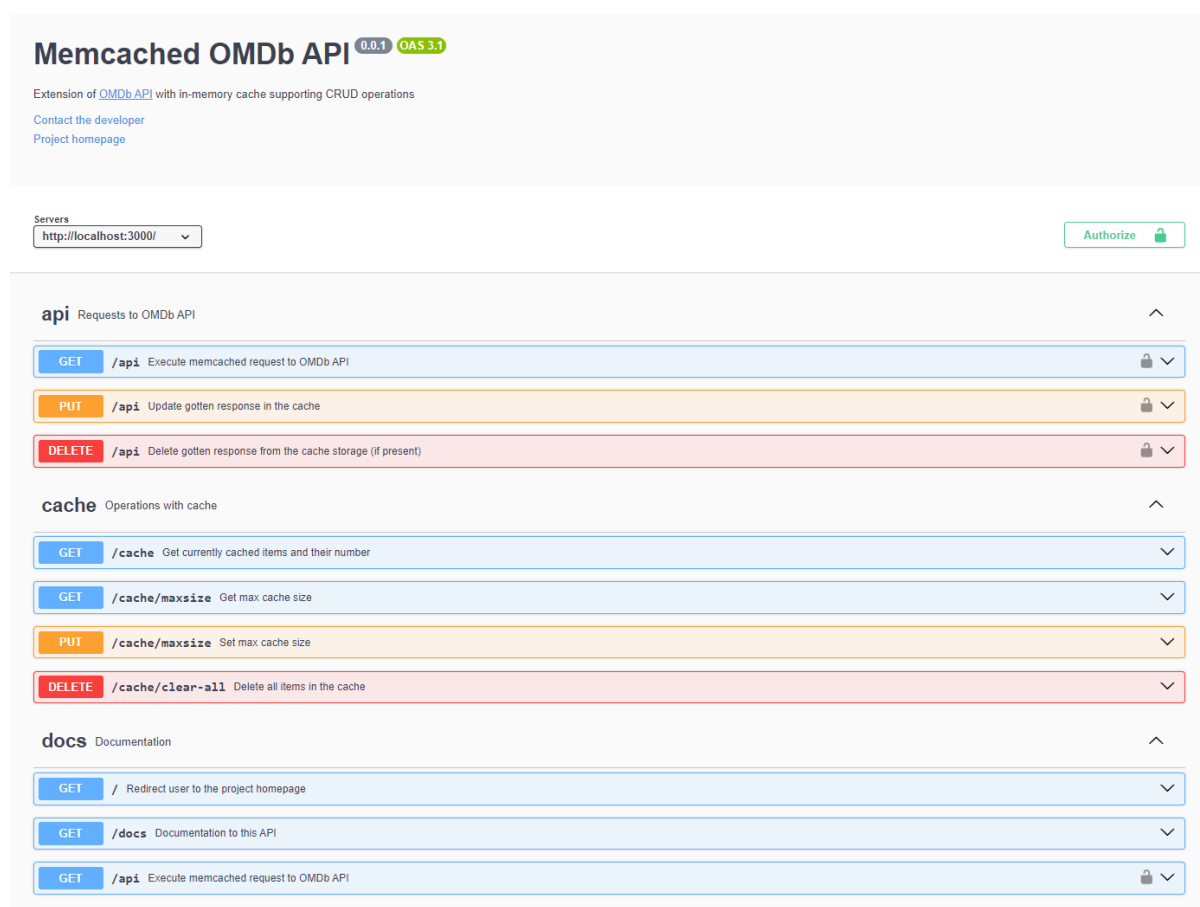 Memcached OMDb API 0.0.1 OAS 3.1
Extension of OMDb API with in-memory cache supporting CRUD operations
Contact the developer
Project homepage
Servers
http://localhost:3000/
Authorize
api Requests to OMDb API
GET /api Execute memcached request to OMDb API
PUT /api Update gotten response in the cache
DELETE /api Delete gotten response from the cache storage (if present)
cache Operations with cache
GET /cache Get currently cached items and their number
GET /cache/maxsize Get max cache size
PUT /cache/maxsize Set max cache size
DELETE /cache/clear-all Delete all items in the cache
docs Documentation
GET / Redirect user to the project homepage
GET /docs Documentation to this API
GET /api Execute memcached request to OMDb API